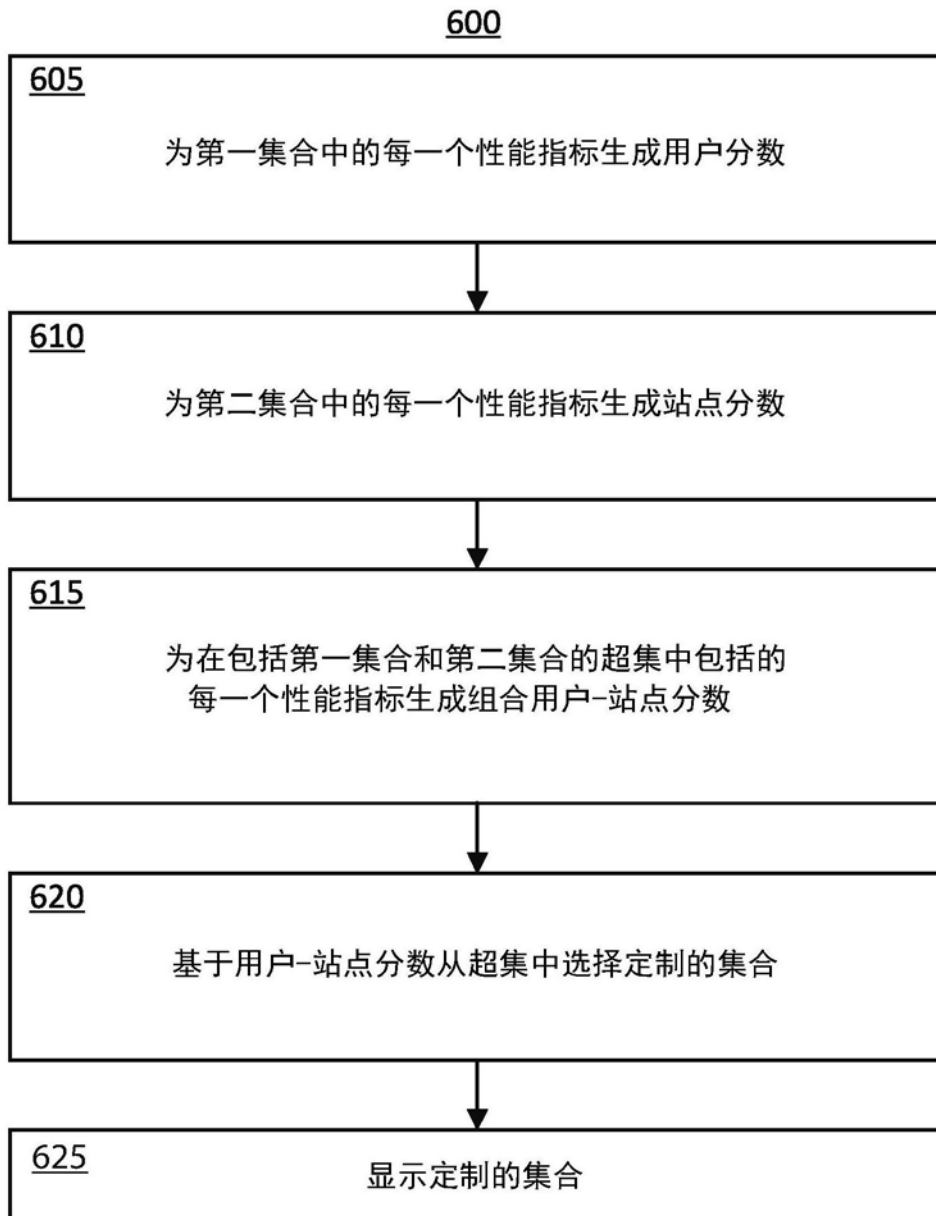 600
605
为第一集合中的每一个性能指标生成用户分数
610
为第二集合中的每一个性能指标生成站点分数
615
为在包括第一集合和第二集合的超集中包括的
每一个性能指标生成组合用户-站点分数
620
基于用户-站点分数从超集中选择定制的集合
625
显示定制的集合